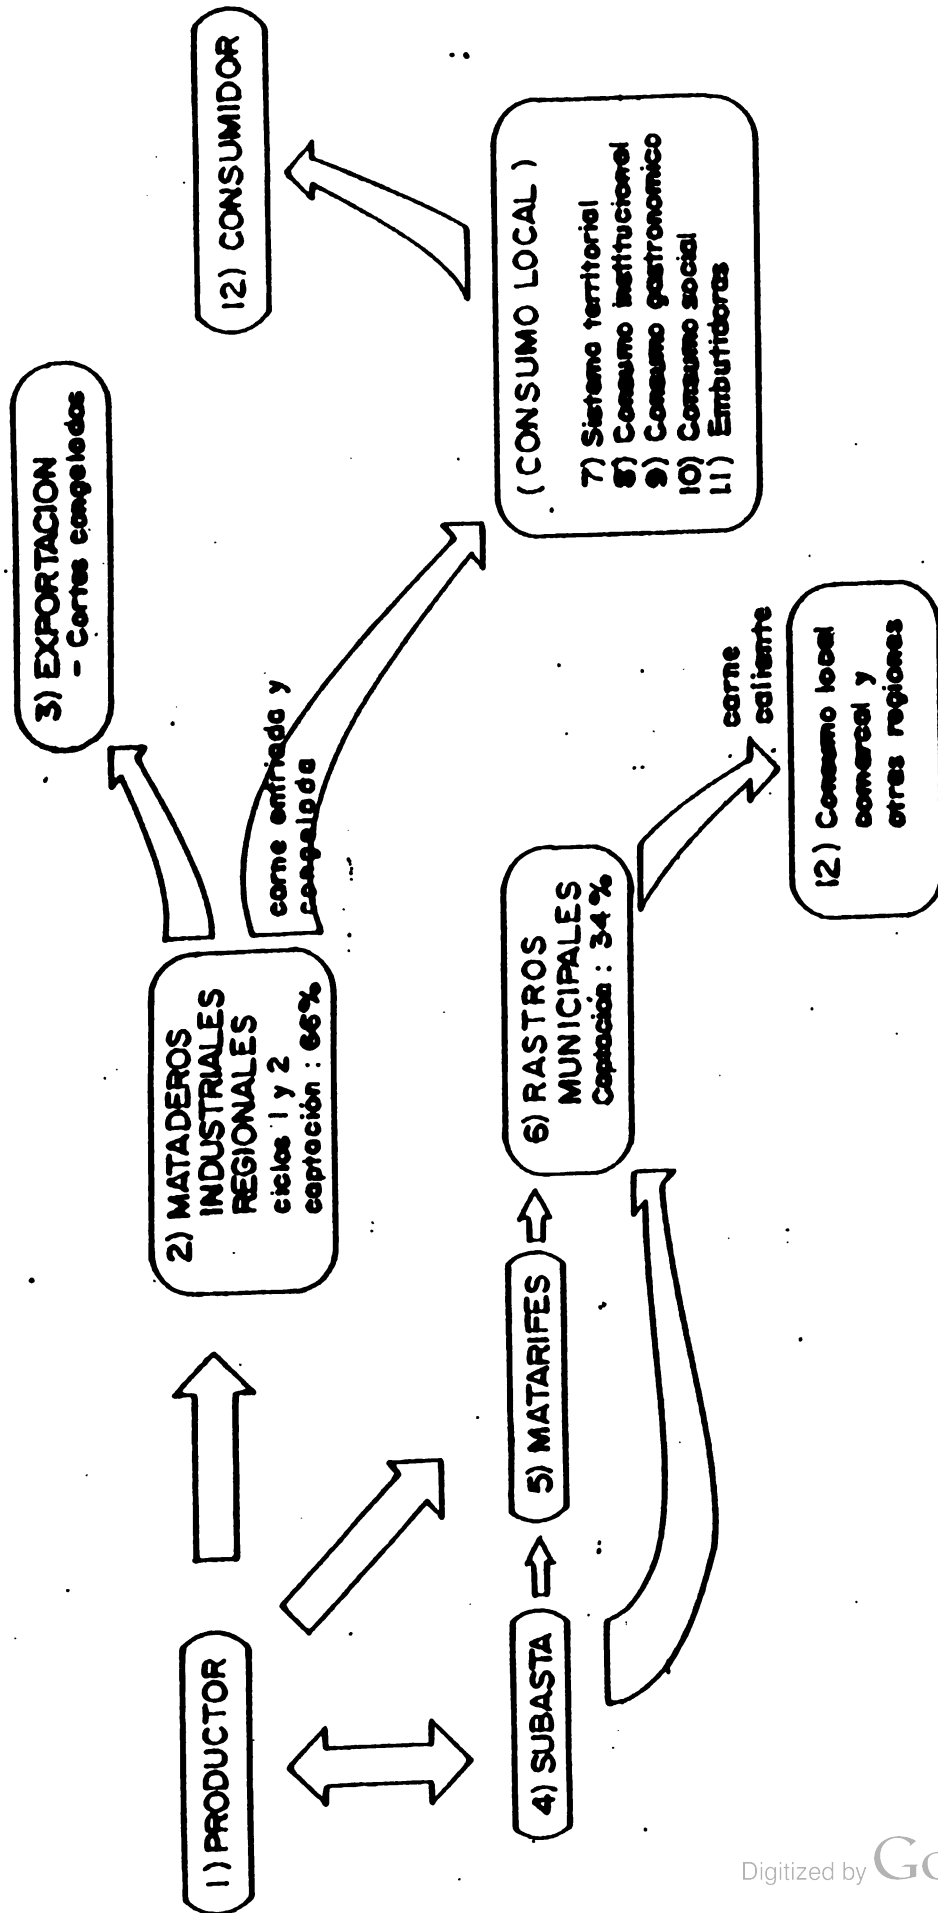 1) PRODUCTOR
2) MATADEROS
INDUSTRIALES
REGIONALES
ciclos 1 y 2
captación : 66%
3) EXPORTACION
- Cortes congelados
carne enfriada y
congelada
4) SUBASTA
5) MATARIFES
6) RASTROS
MUNICIPALES
Captación : 34%
(CONSUMO LOCAL)
7) Sistema territorial
8) Consumo institucional
9) Consumo gastronomico
10) Consumo social
11) Embutidoras
12) CONSUMIDOR
carne
caliente
12) Consumo local
comarcal y
otras regiones
Digitized by Go